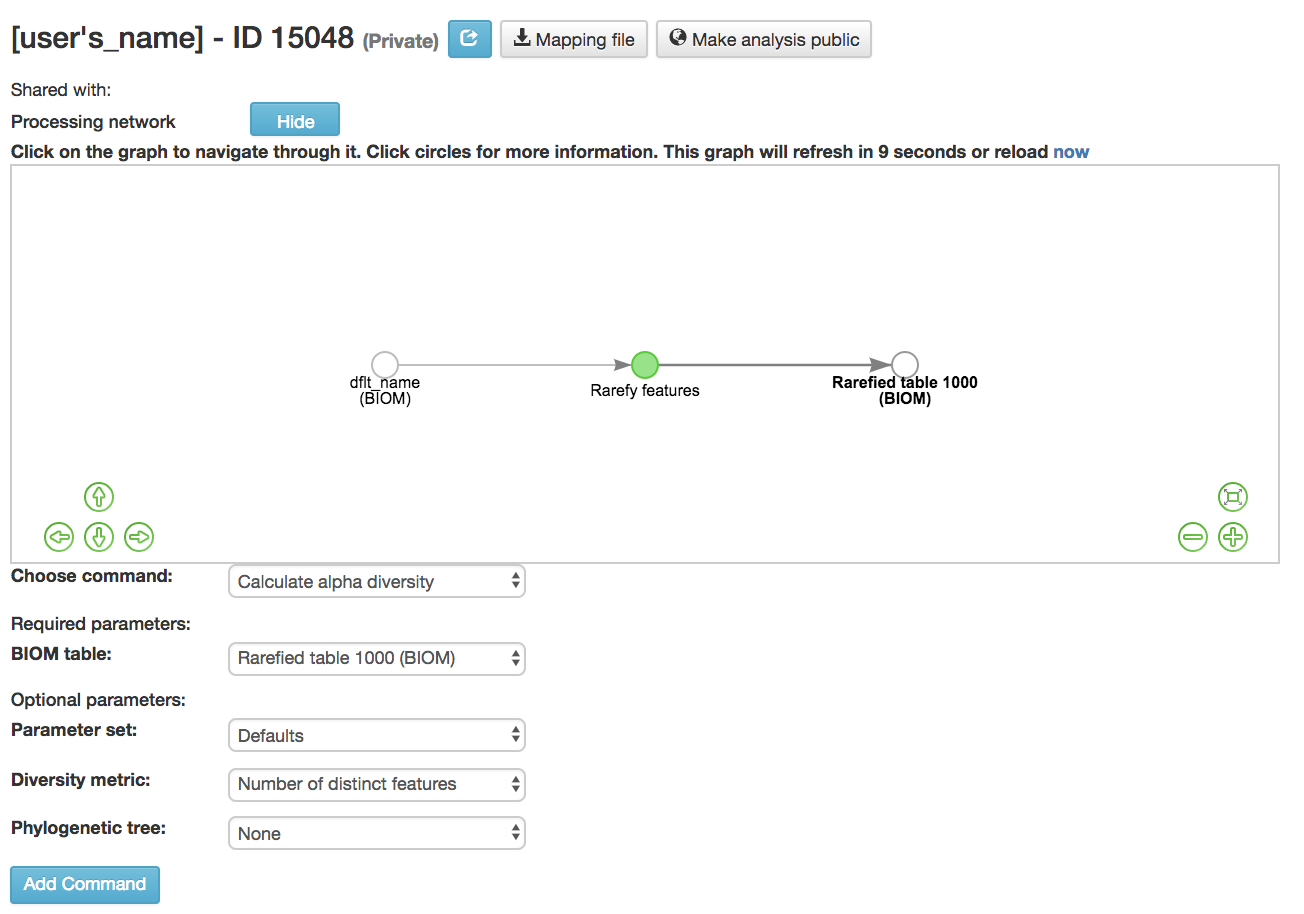 [user's_name] - ID 15048 (Private) Mapping file Make analysis public
Shared with:
Processing network Hide
Click on the graph to navigate through it. Click circles for more information. This graph will refresh in 9 seconds or reload now
dflt_name
(BIOM)
Rarefy features
Rarefied table 1000
(BIOM)
Choose command: Calculate alpha diversity
Required parameters:
BIOM table: Rarefied table 1000 (BIOM)
Optional parameters:
Parameter set: Defaults
Diversity metric: Number of distinct features
Phylogenetic tree: None
Add Command